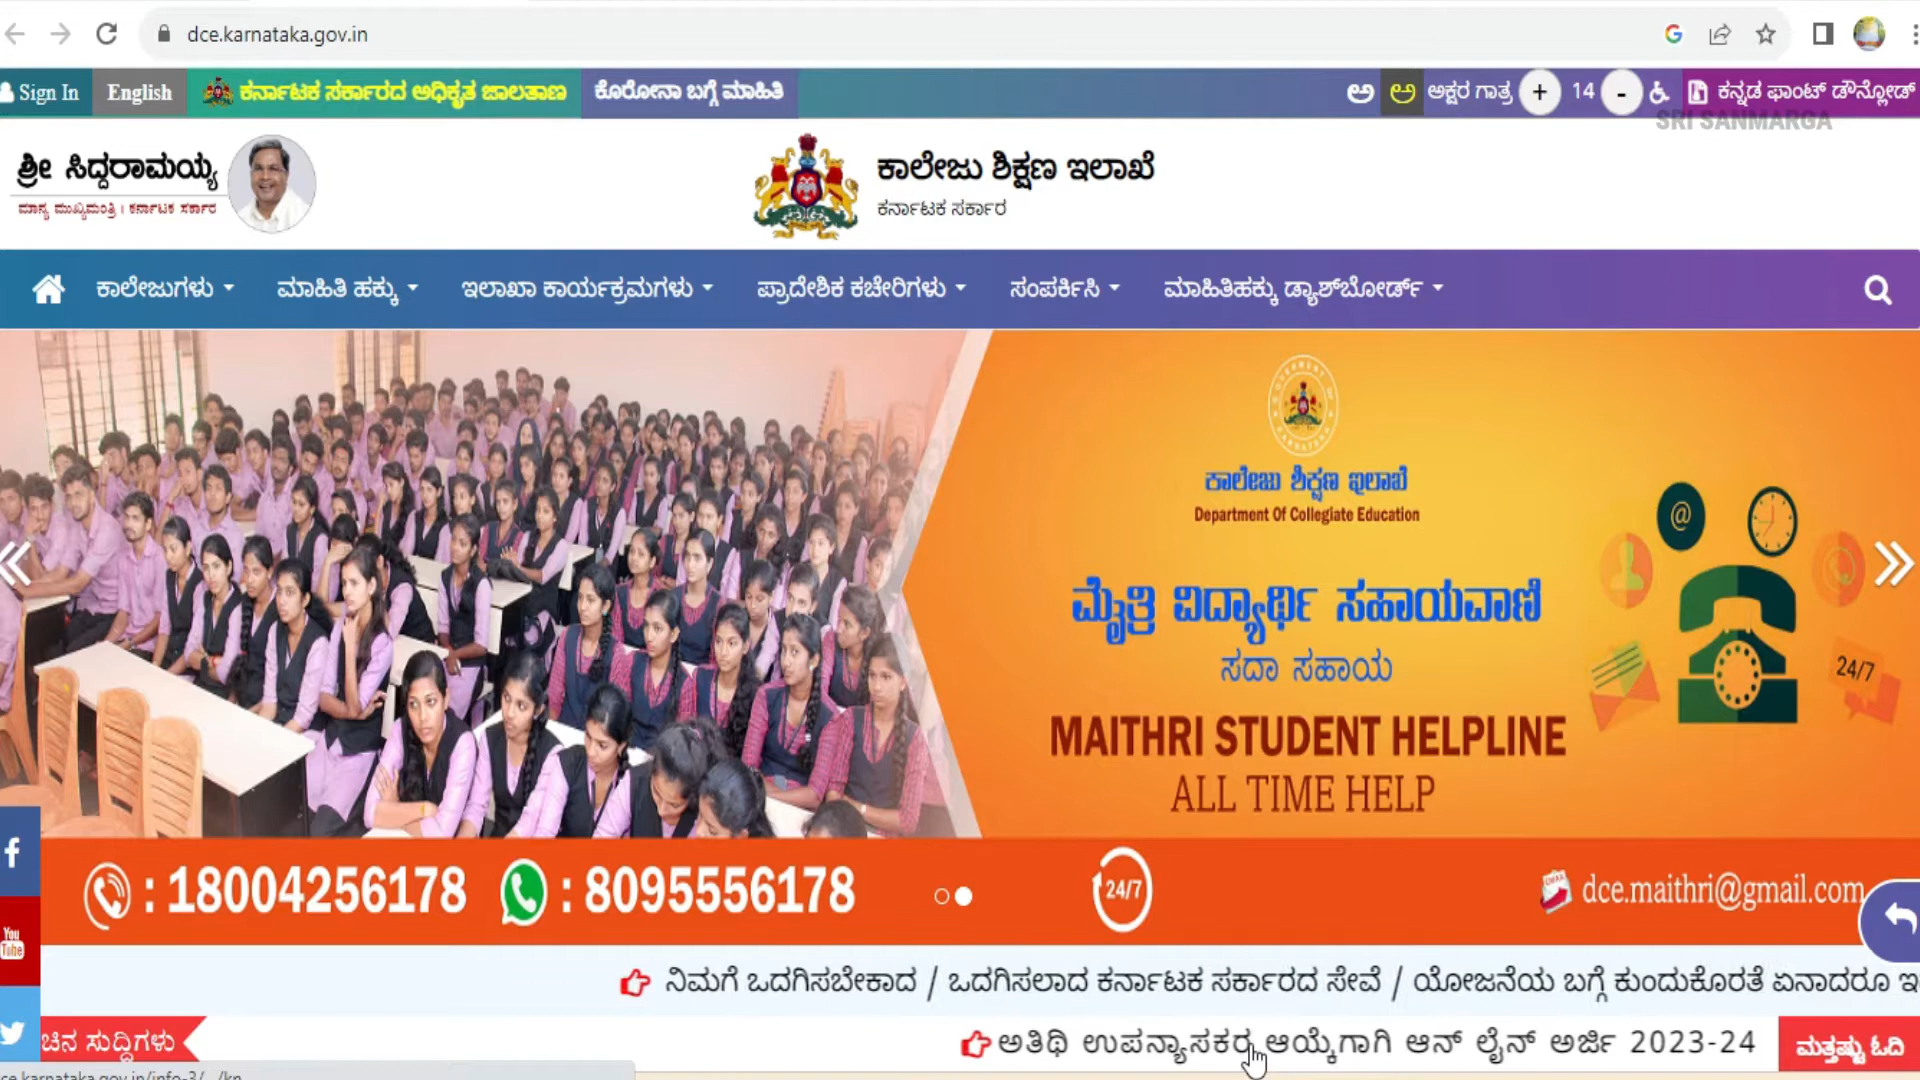 dce.karnataka.gov.in
Sign In English ಕರ್ನಾಟಕ ಸರ್ಕಾರದ ಅಧಿಕೃತ ಜಾಲತಾಣ ಕೊರೋನಾ ಬಗ್ಗೆ ಮಾಹಿತಿ ಅ ಅ ಅಕ್ಷರ ಗಾತ್ರ + 14 - ಕನ್ನಡ ಫಾಂಟ್ ಡೌನ್ಲೋಡ್
SRI SANMARGA
ಶ್ರೀ ಸಿದ್ದರಾಮಯ್ಯ
ಮಾನ್ಯ ಮುಖ್ಯಮಂತ್ರಿ | ಕರ್ನಾಟಕ ಸರ್ಕಾರ
ಕಾಲೇಜು ಶಿಕ್ಷಣ ಇಲಾಖೆ
ಕರ್ನಾಟಕ ಸರ್ಕಾರ
ಕಾಲೇಜುಗಳು ಮಾಹಿತಿ ಹಕ್ಕು ಇಲಾಖಾ ಕಾರ್ಯಕ್ರಮಗಳು ಪ್ರಾದೇಶಿಕ ಕಚೇರಿಗಳು ಸಂಪರ್ಕಿಸಿ ಮಾಹಿತಿಹಕ್ಕು ಡ್ಯಾಶ್‌ಬೋರ್ಡ್
ಕಾಲೇಜು ಶಿಕ್ಷಣ ಇಲಾಖೆ
Department Of Collegiate Education
ಮೈತ್ರಿ ವಿದ್ಯಾರ್ಥಿ ಸಹಾಯವಾಣಿ
ಸದಾ ಸಹಾಯ
MAITHRI STUDENT HELPLINE
ALL TIME HELP
@
24/7
: 18004256178 : 8095556178 24/7 dce.maithri@gmail.com
You Tube
ನಿಮಗೆ ಒದಗಿಸಬೇಕಾದ / ಒದಗಿಸಲಾದ ಕರ್ನಾಟಕ ಸರ್ಕಾರದ ಸೇವೆ / ಯೋಜನೆಯ ಬಗ್ಗೆ ಕುಂದುಕೊರತೆ ಏನಾದರೂ ಇ
ಚಿನ ಸುದ್ದಿಗಳು ಅತಿಥಿ ಉಪನ್ಯಾಸಕರ ಆಯ್ಕೆಗಾಗಿ ಆನ್ ಲೈನ್ ಅರ್ಜಿ 2023-24 ಮತ್ತಷ್ಟು ಓದಿ